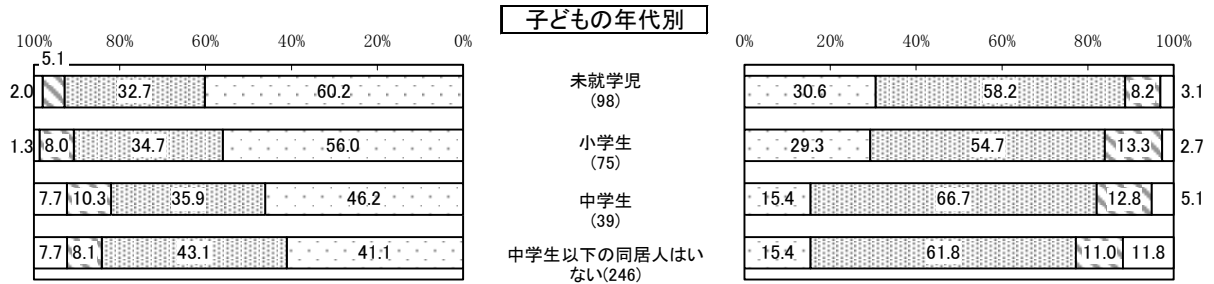 子どもの年代別
100% 80% 60% 40% 20% 0%
0% 20% 40% 60% 80% 100%
5.1
2.0 32.7 60.2 未就学児 30.6 58.2 8.2 3.1
(98)
1.3 8.0 34.7 56.0 小学生 29.3 54.7 13.3 2.7
(75)
7.7 10.3 35.9 46.2 中学生 15.4 66.7 12.8 5.1
(39)
7.7 8.1 43.1 41.1 中学生以下の同居人はい 15.4 61.8 11.0 11.8
ない(246)